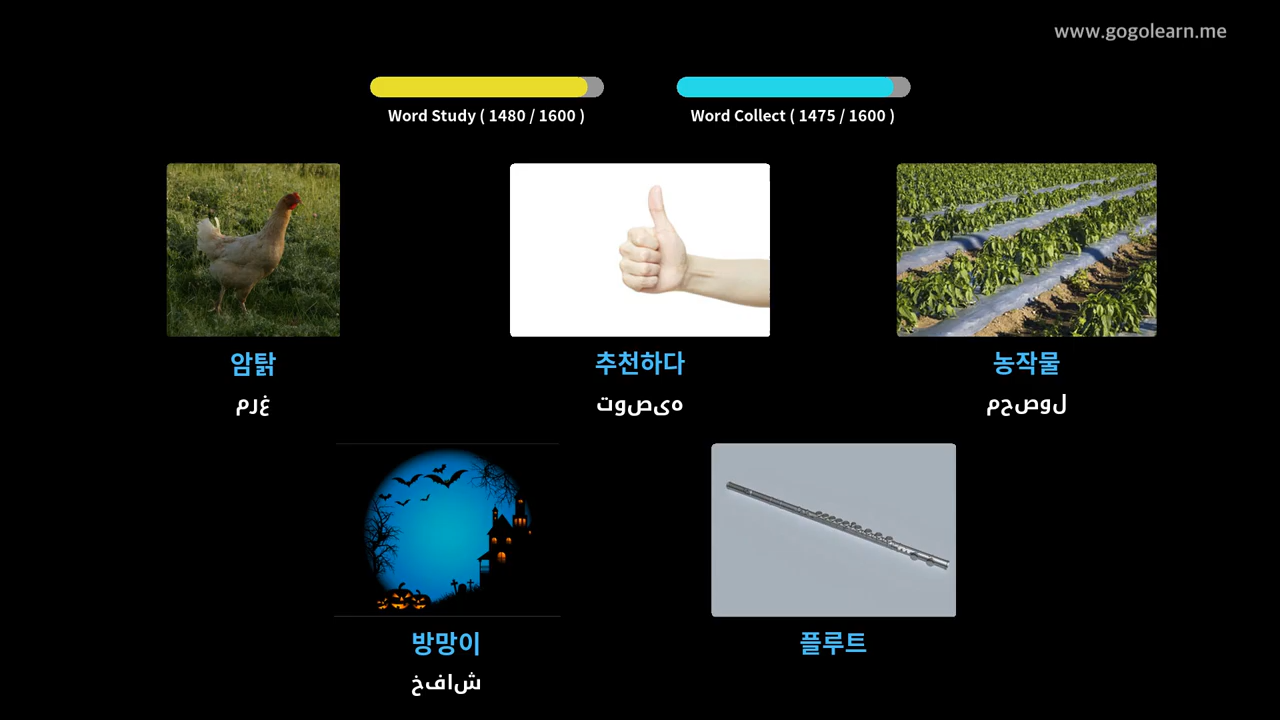 www.gogolearn.me
Word Study ( 1480 / 1600 )
Word Collect ( 1475 / 1600 )
암탉
غرم
추천하다
هیصوت
농작물
لوصحم
방망이
شافخ
플루트